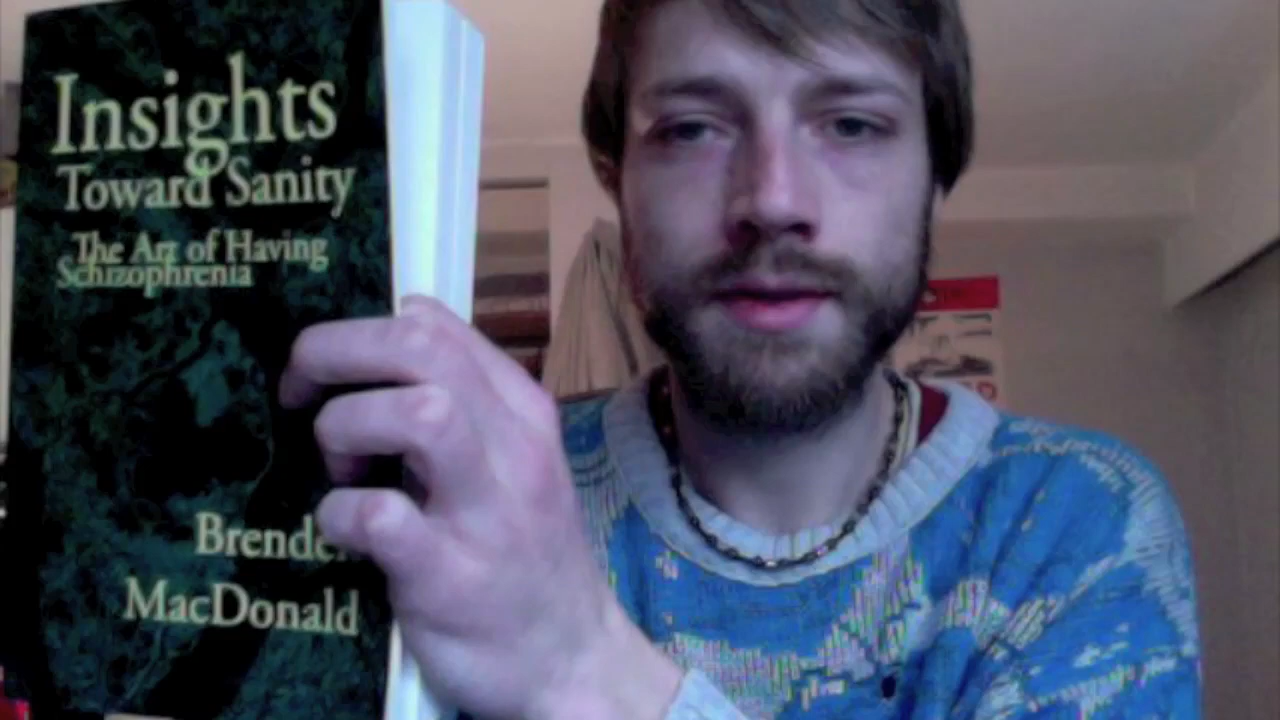 Insights
Toward Sanity
The Art of Having
Schizophrenia
MacDonald